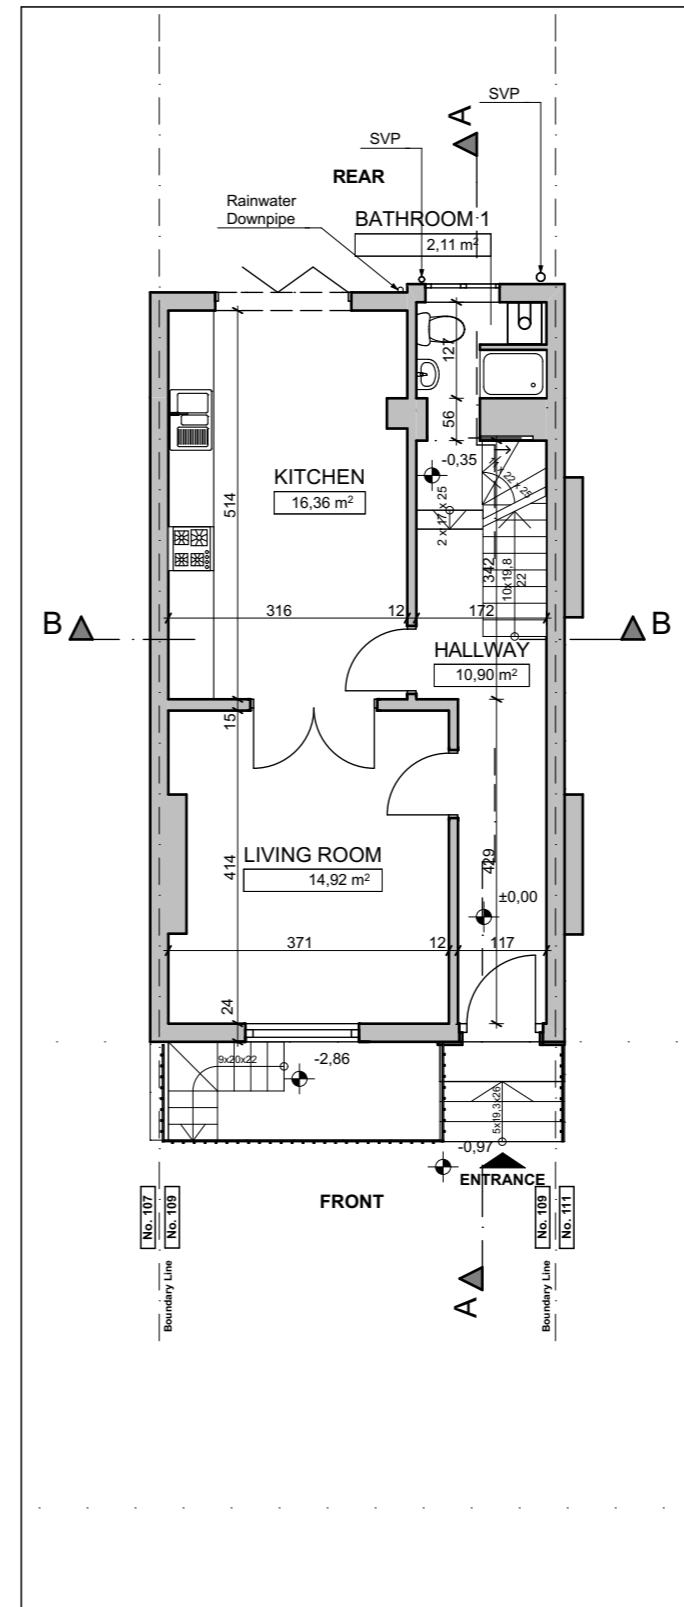 SVP
A
SVP
REAR
Rainwater
Downpipe
BATHROOM 1
2,11 m²
127
56
-0,35
KITCHEN
16,36 m²
514
2 x 17 x 25
342
10x19,8
22
316
12
172
B
B
HALLWAY
10,90 m²
15
LIVING ROOM
14,92 m²
414
429
±0,00
371
12
117
24
9x20x22
-2,86
5x19,3x26
-0,97
ENTRANCE
FRONT
No. 107
No. 109
No. 109
No. 111
Boundary Line
Boundary Line
A